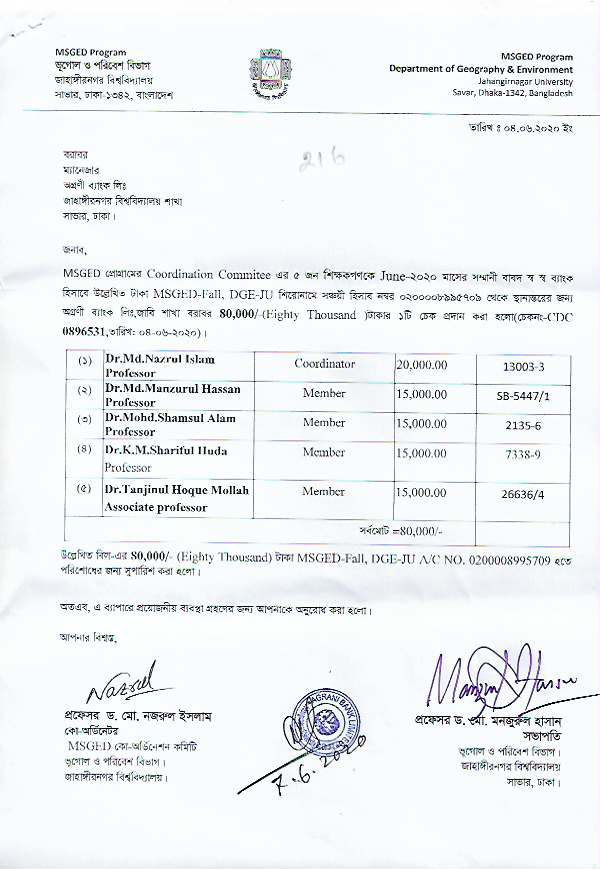 MSGED Program
ভূগোল ও পরিবেশ বিভাগ
জাহাঙ্গীরনগর বিশ্ববিদ্যালয়
সাভার, ঢাকা-১৩৪২, বাংলাদেশ
MSGED Program
Department of Geography & Environment
Jahangirnagar University
Savar, Dhaka-1342, Bangladesh
তারিখ : ০৪.০৬.২০২০ ইং
216
বরাবর
ম্যানেজার
অগ্রণী ব্যাংক লিঃ
জাহাঙ্গীরনগর বিশ্ববিদ্যালয় শাখা
সাভার, ঢাকা।
জনাব,
MSGED প্রোগ্রামের Coordination Commitee এর ৫ জন শিক্ষকগণকে June-২০২০ মাসের সম্মানী বাবদ স্ব স্ব ব্যাংক
হিসাবে উল্লেখিত টাকা MSGED-Fall, DGE-JU শিরোনামে সঞ্চয়ী হিসাব নম্বর ০২০০০০৮৯৯৫৭০৯ থেকে স্থানান্তরের জন্য
অগ্রণী ব্যাংক লিঃ,জাবি শাখা বরাবর 80,000/-(Eighty Thousand )টাকার ১টি চেক প্রদান করা হলো(চেকনং-CDC
0896531,তারিখ: ০৪-০৬-২০২০)।
(১) Dr.Md.Nazrul Islam Professor Coordinator 20,000.00 13003-3
(২) Dr.Md.Manzurul Hassan Professor Member 15,000.00 SB-5447/1
(৩) Dr.Mohd.Shamsul Alam Professor Member 15,000.00 2135-6
(৪) Dr.K.M.Shariful Huda Professor Member 15,000.00 7338-9
(৫) Dr.Tanjinul Hoque Mollah Associate professor Member 15,000.00 26636/4
সর্বমোট =80,000/-
উল্লেখিত বিল-এর 80,000/- (Eighty Thousand) টাকা MSGED-Fall, DGE-JU A/C NO. 0200008995709 হতে
পরিশোধের জন্য সুপারিশ করা হলো।
অতএব, এ ব্যাপারে প্রয়োজনীয় ব্যবস্থা গ্রহণের জন্য আপনাকে অনুরোধ করা হলো।
আপনার বিশ্বস্ত,
Nazrul
প্রফেসর ড. মো. নজরুল ইসলাম
কো-অর্ডিনেটর
MSGED কো-অর্ডিনেশন কমিটি
ভূগোল ও পরিবেশ বিভাগ।
জাহাঙ্গীরনগর বিশ্ববিদ্যালয়।
AGRANI BANK LIMITED
7.6.2020
প্রফেসর ড. মো. মনজুরুল হাসান
সভাপতি
ভূগোল ও পরিবেশ বিভাগ।
জাহাঙ্গীরনগর বিশ্ববিদ্যালয়
সাভার, ঢাকা।